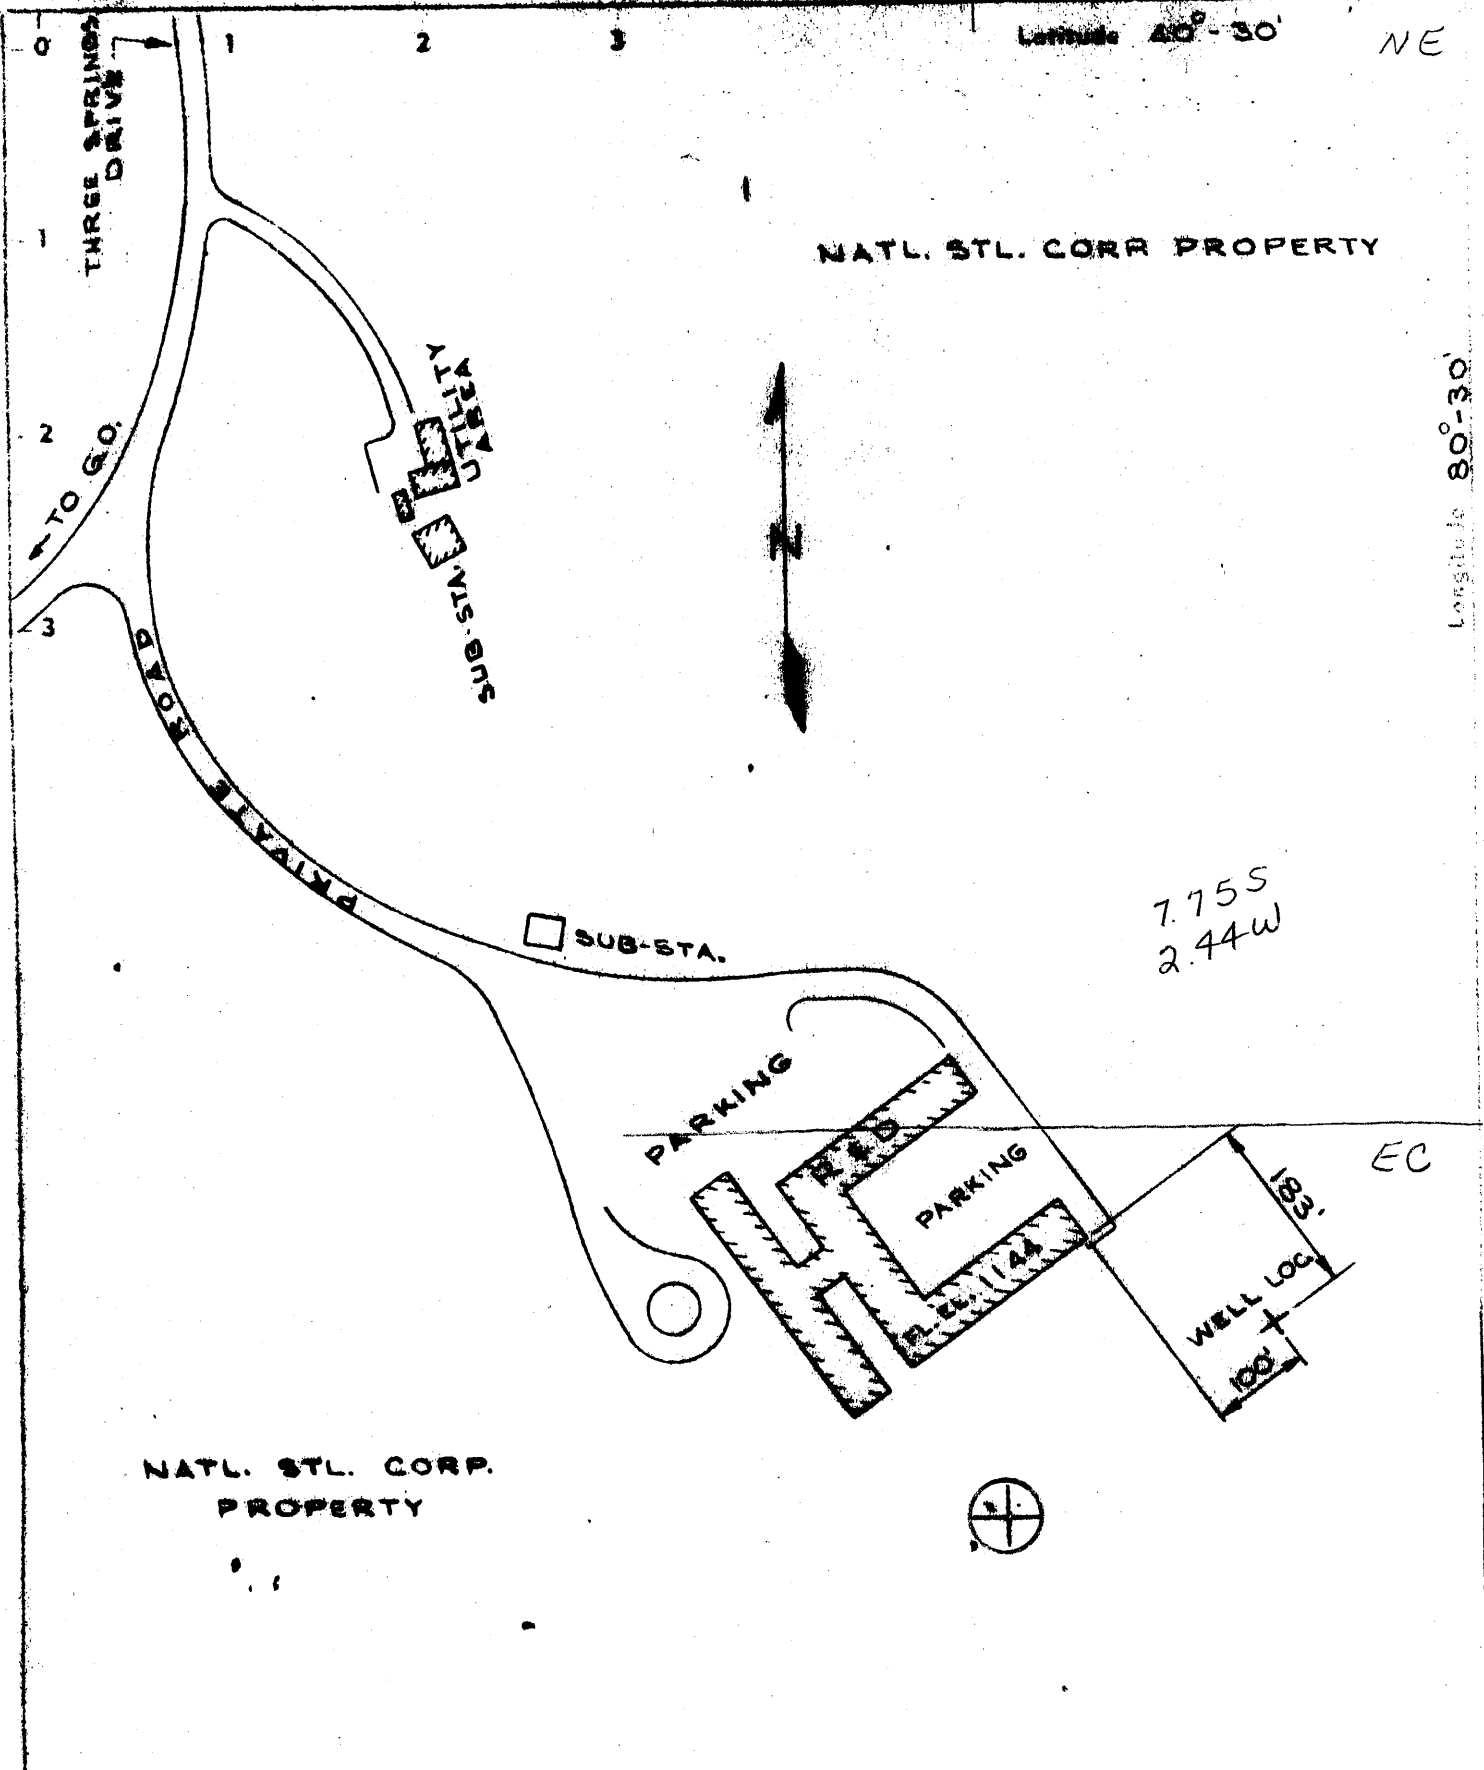 0 1 2 3
Latitude 40°-30'
NE
THREE SPRINGS
DRIVE
1
NATL. STL. CORP PROPERTY
UTILITY
AREA
Longitude 80°-30'
2
← TO G.O.
N
3
SUB-STA.
PRIVATE ROAD
7.75S
2.44W
SUB-STA.
PARKING
R & D
PARKING
EC
183'
FL. EL. 1144
WELL LOC.
100'
NATL. STL. CORP.
PROPERTY